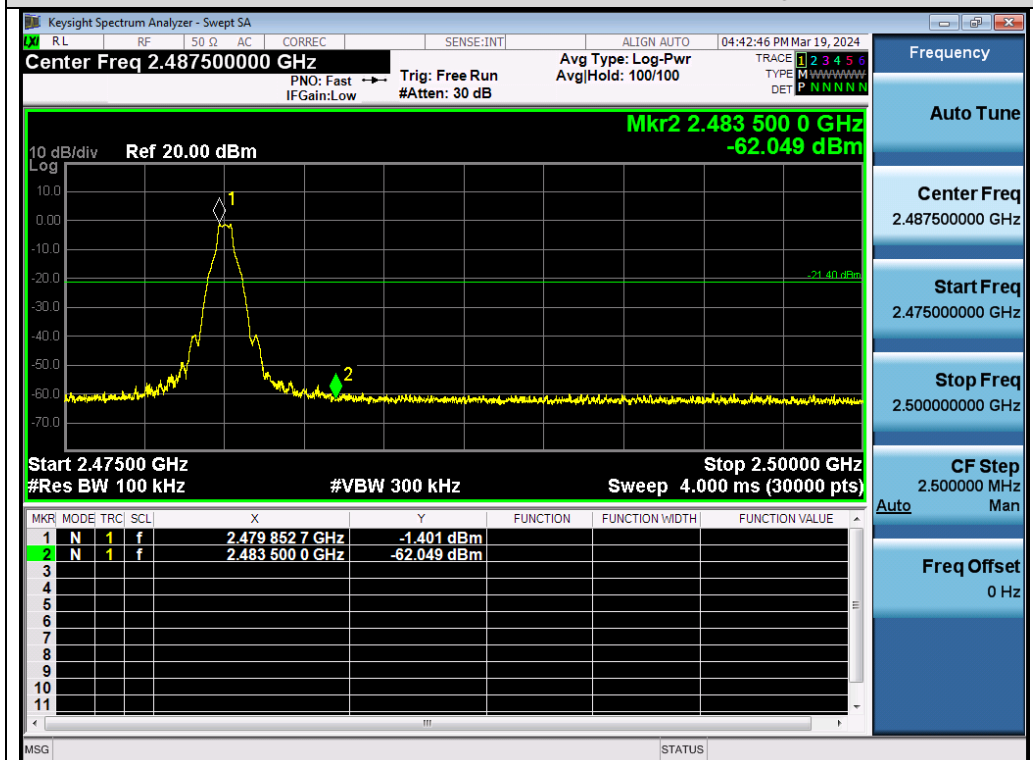 Keysight Spectrum Analyzer - Swept SA
LXI RL RF 50 Ω AC CORREC SENSE:INT ALIGN AUTO 04:42:46 PM Mar 19, 2024
Center Freq 2.487500000 GHz
PNO: Fast
IFGain:Low
Trig: Free Run
#Atten: 30 dB
Avg Type: Log-Pwr
Avg|Hold: 100/100
TRACE 1 2 3 4 5 6
TYPE M W W W W W
DET P N N N N N
Mkr2 2.483 500 0 GHz
-62.049 dBm
10 dB/div Ref 20.00 dBm
Log
10.0
0.00
-10.0
-20.0
-30.0
-40.0
-50.0
-60.0
-70.0
1
-21.40 dBm
2
Start 2.47500 GHz Stop 2.50000 GHz
#Res BW 100 kHz #VBW 300 kHz Sweep 4.000 ms (30000 pts)
MKR MODE TRC SCL X Y FUNCTION FUNCTION WIDTH FUNCTION VALUE
1 N 1 f 2.479 852 7 GHz -1.401 dBm
2 N 1 f 2.483 500 0 GHz -62.049 dBm
3
4
5
6
7
8
9
10
11
MSG STATUS
Frequency
Auto Tune
Center Freq
2.487500000 GHz
Start Freq
2.475000000 GHz
Stop Freq
2.500000000 GHz
CF Step
2.500000 MHz
Auto Man
Freq Offset
0 Hz